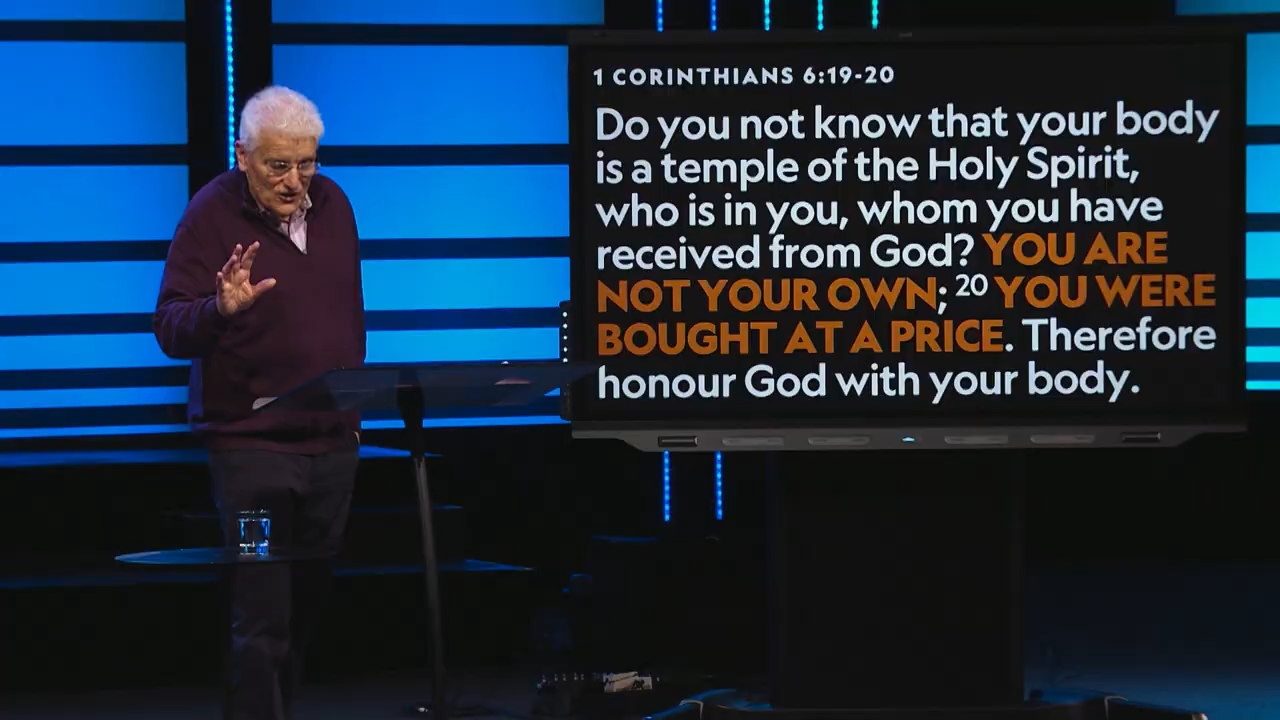 1 CORINTHIANS 6:19-20
Do you not know that your body
is a temple of the Holy Spirit,
who is in you, whom you have
received from God? YOU ARE
NOT YOUR OWN; 20 YOU WERE
BOUGHT AT A PRICE. Therefore
honour God with your body.